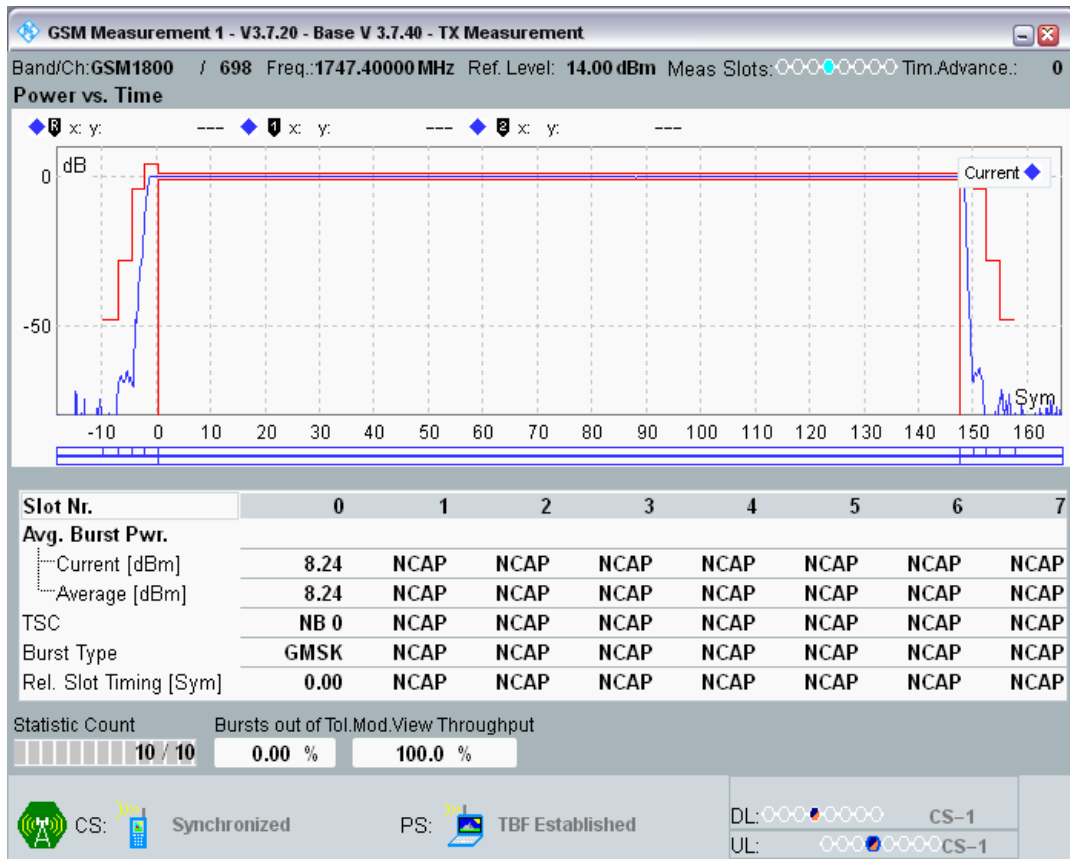 GSM Measurement 1 - V3.7.20 - Base V 3.7.40 - TX Measurement
Band/Ch:GSM1800 / 698 Freq.:1747.40000 MHz Ref. Level: 14.00 dBm Meas Slots: Tim.Advance.: 0
Power vs. Time
R x: y: --- 1 x: y: --- 2 x: y: ---
dB
0
Current
-50
Sym
-10 0 10 20 30 40 50 60 70 80 90 100 110 120 130 140 150 160
Slot Nr. 0 1 2 3 4 5 6 7
Avg. Burst Pwr.
Current [dBm] 8.24 NCAP NCAP NCAP NCAP NCAP NCAP NCAP
Average [dBm] 8.24 NCAP NCAP NCAP NCAP NCAP NCAP NCAP
TSC NB 0 NCAP NCAP NCAP NCAP NCAP NCAP NCAP
Burst Type GMSK NCAP NCAP NCAP NCAP NCAP NCAP NCAP
Rel. Slot Timing [Sym] 0.00 NCAP NCAP NCAP NCAP NCAP NCAP NCAP
Statistic Count Bursts out of Tol.Mod.View Throughput
10 / 10 0.00 % 100.0 %
CS: Synchronized PS: TBF Established DL: CS-1
UL: CS-1